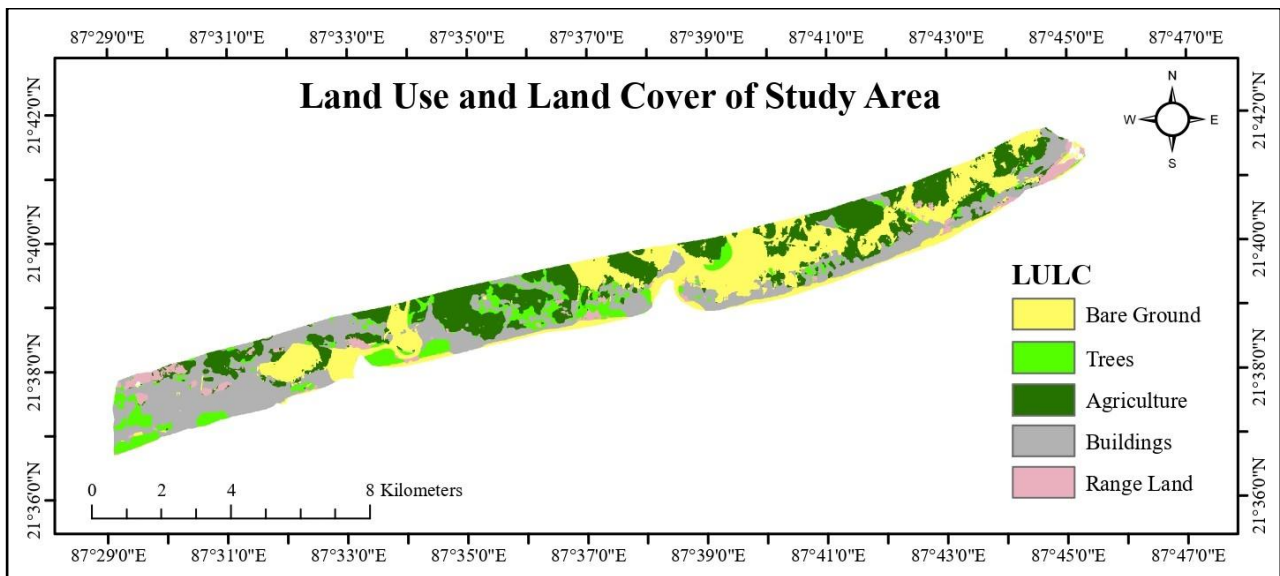 87°29'0"E 87°31'0"E 87°33'0"E 87°35'0"E 87°37'0"E 87°39'0"E 87°41'0"E 87°43'0"E 87°45'0"E 87°47'0"E
Land Use and Land Cover of Study Area
N
W E
S
21°42'0"N
21°40'0"N
21°38'0"N
21°36'0"N
21°42'0"N
21°40'0"N
21°38'0"N
21°36'0"N
LULC
Bare Ground
Trees
Agriculture
Buildings
Range Land
0 2 4 8 Kilometers
87°29'0"E 87°31'0"E 87°33'0"E 87°35'0"E 87°37'0"E 87°39'0"E 87°41'0"E 87°43'0"E 87°45'0"E 87°47'0"E